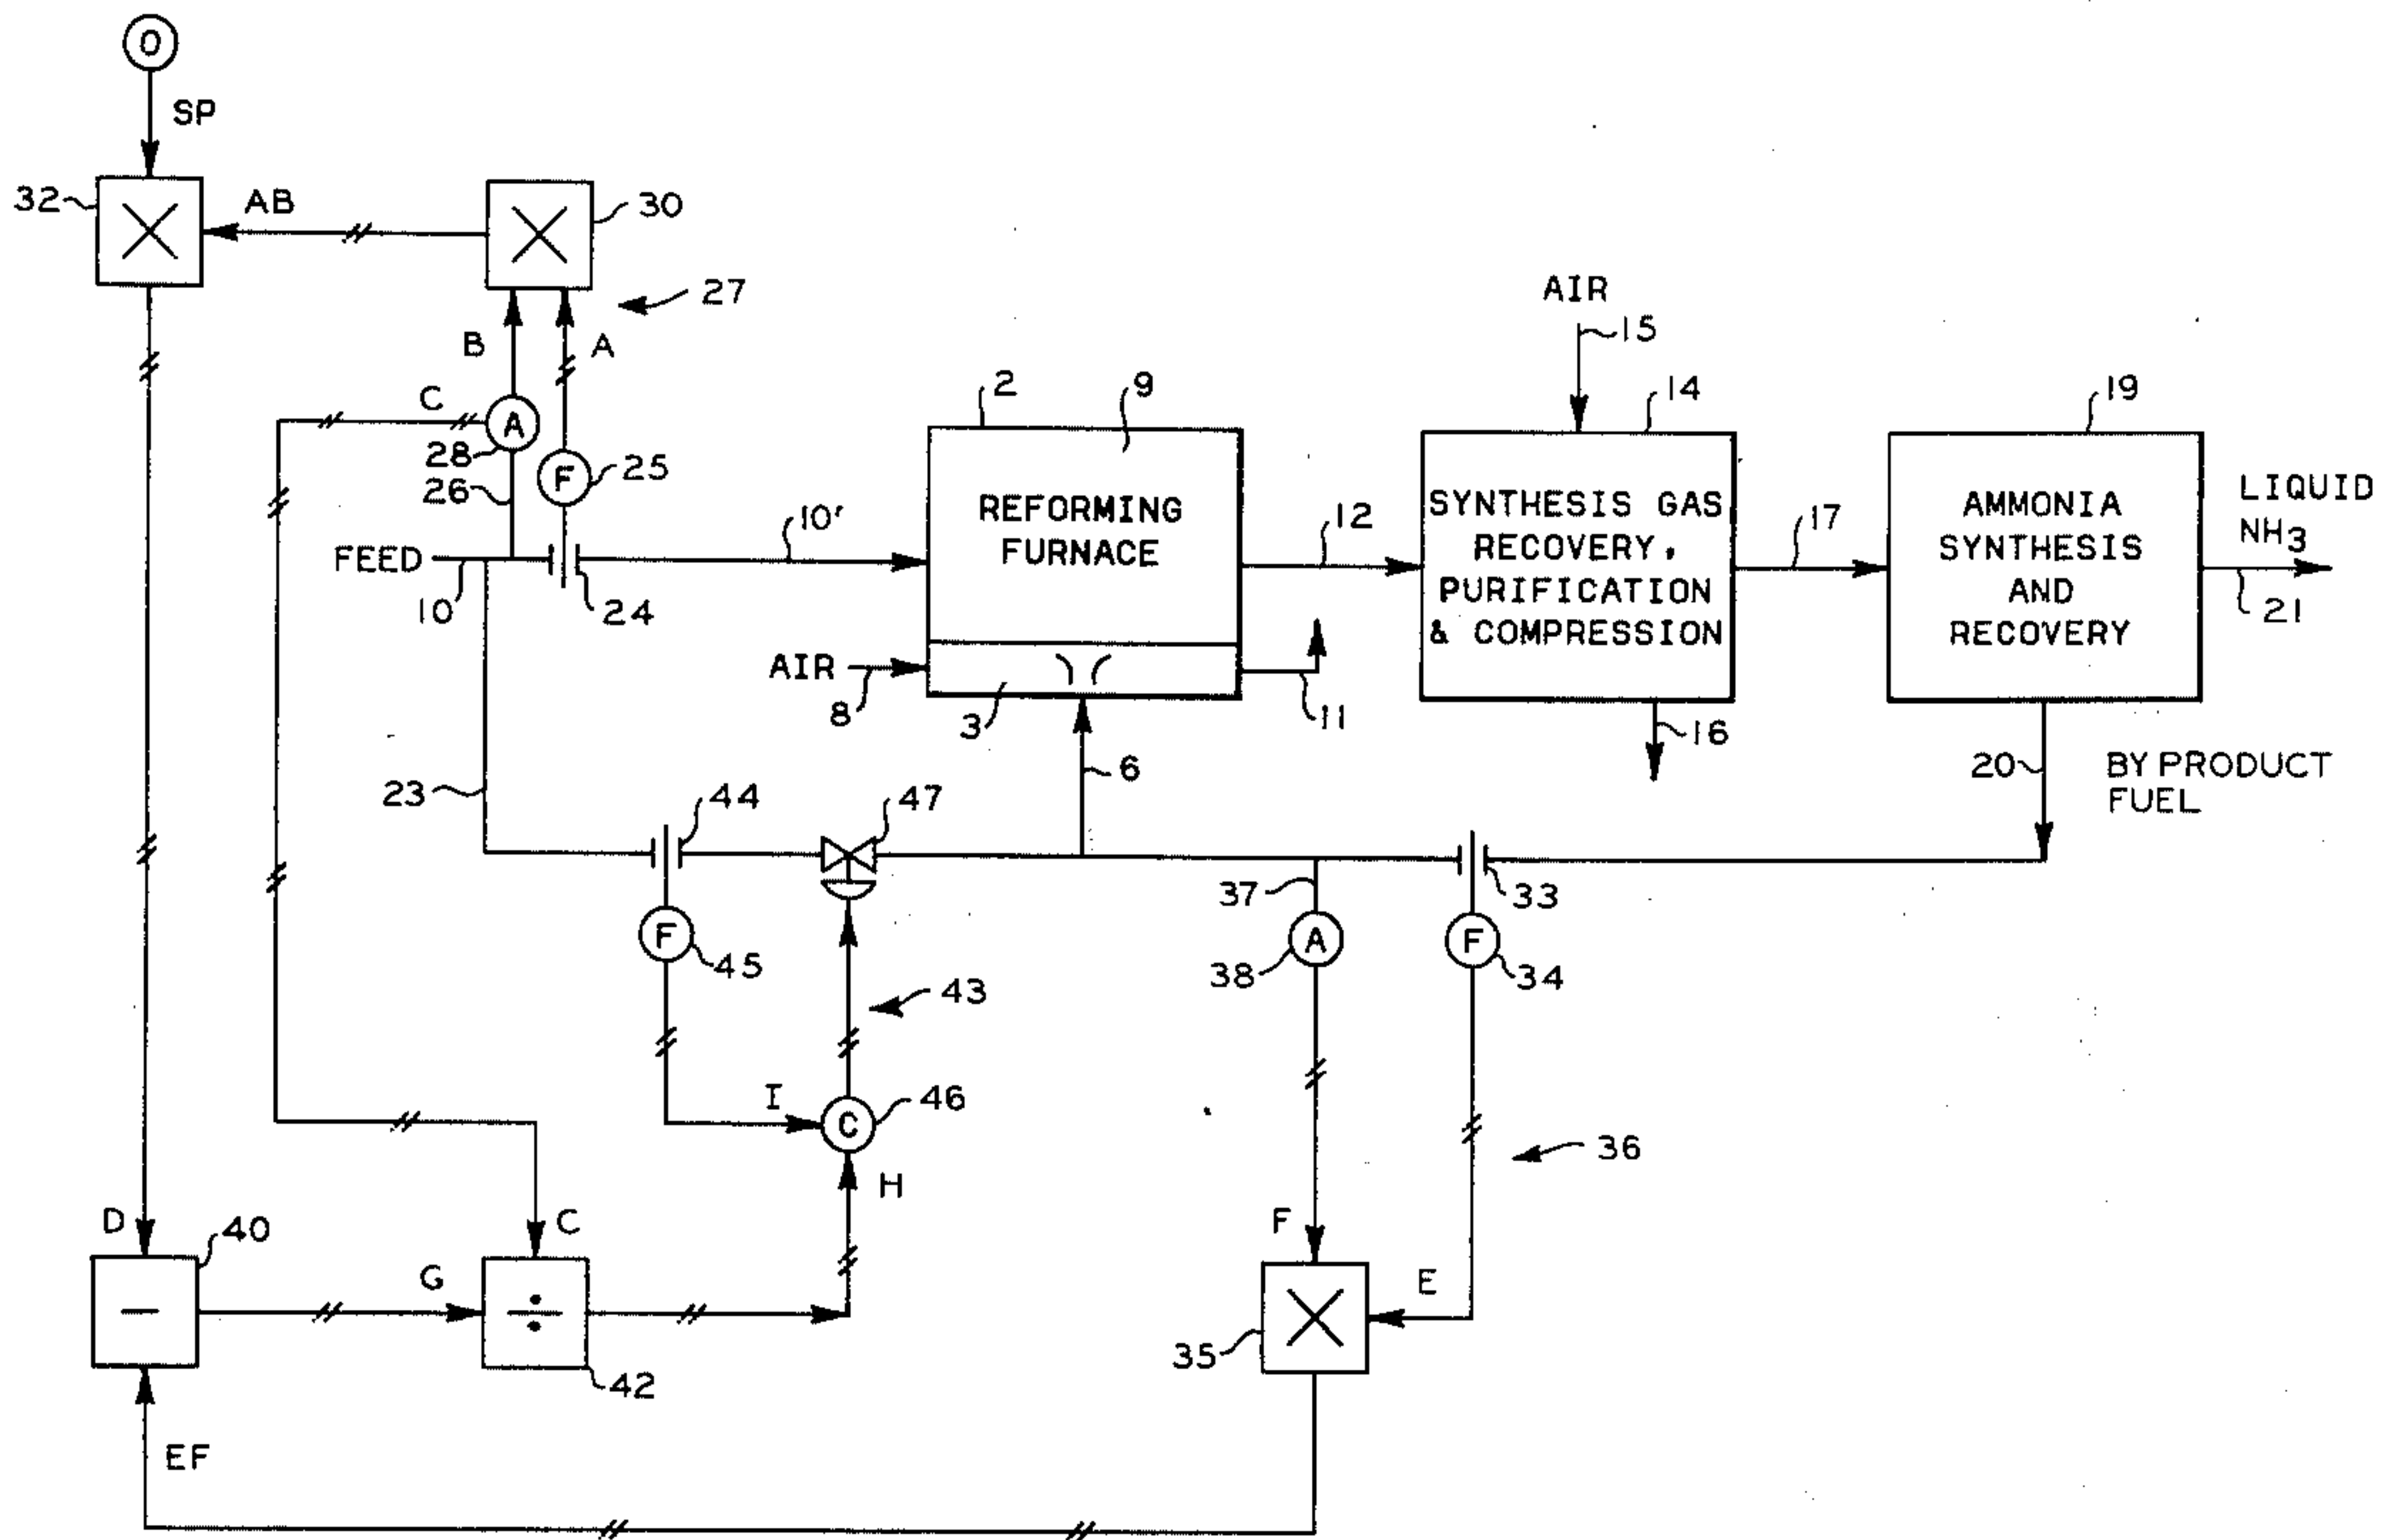 O
SP
32
AB
30
27
B
A
C
A
28
F
25
26
FEED
10
24
10'
2
9
REFORMING
FURNACE
AIR
8
3
11
6
12
AIR
15
14
SYNTHESIS GAS
RECOVERY,
PURIFICATION
& COMPRESSION
16
17
19
AMMONIA
SYNTHESIS
AND
RECOVERY
LIQUID
NH3
21
20
BY PRODUCT
FUEL
23
44
47
F
45
43
37
A
38
33
F
34
I
C
46
H
36
D
40
−
G
C
÷
42
F
E
35
EF